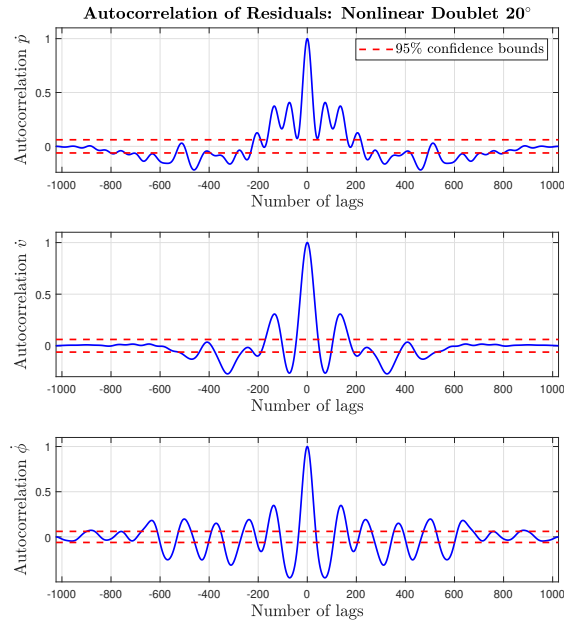 Autocorrelation of Residuals: Nonlinear Doublet 20°
Autocorrelation ṗ
1
0.5
0
95% confidence bounds
-1000 -800 -600 -400 -200 0 200 400 600 800 1000
Number of lags
Autocorrelation v̇
1
0.5
0
-1000 -800 -600 -400 -200 0 200 400 600 800 1000
Number of lags
Autocorrelation ϕ̇
1
0.5
0
-1000 -800 -600 -400 -200 0 200 400 600 800 1000
Number of lags